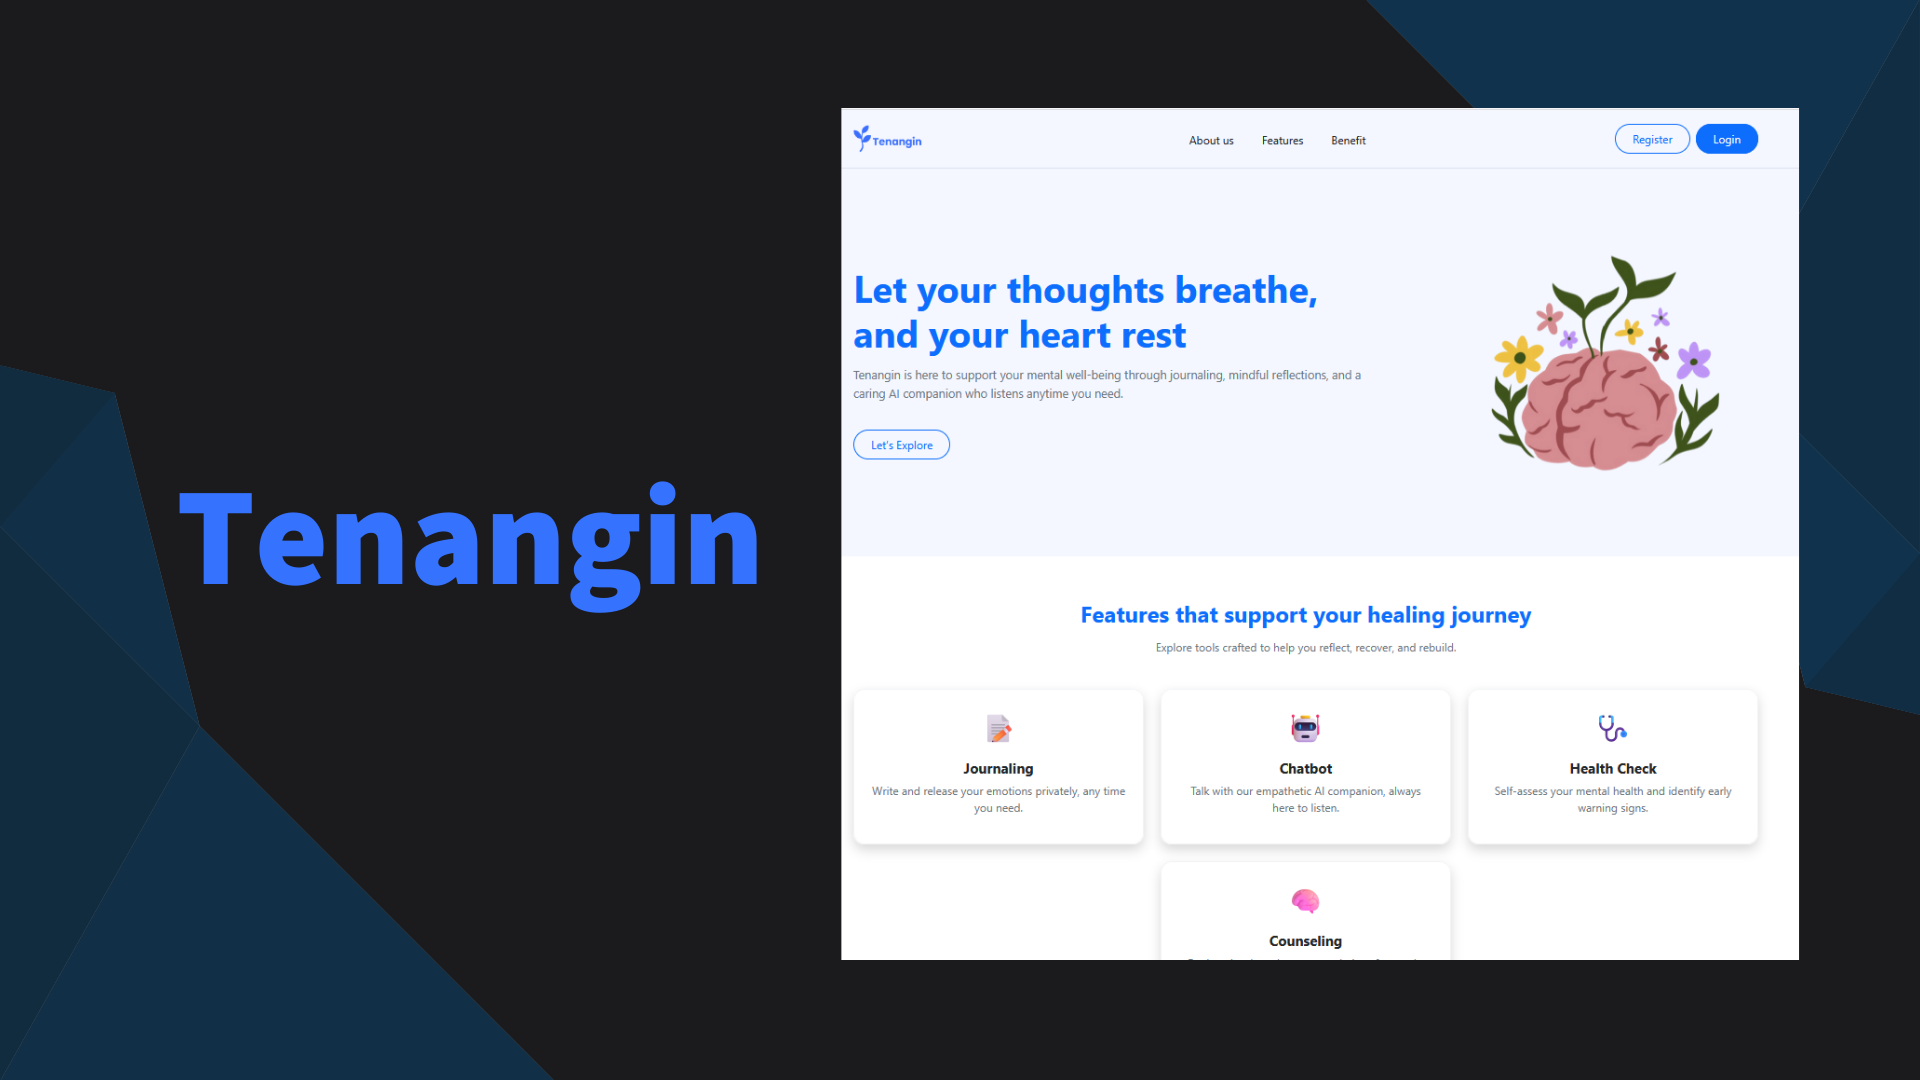 Tenangin
Tenangin
About us
Features
Benefit
Register
Login
Let your thoughts breathe,
and your heart rest
Tenangin is here to support your mental well-being through journaling, mindful reflections, and a
caring AI companion who listens anytime you need.
Let's Explore
Features that support your healing journey
Explore tools crafted to help you reflect, recover, and rebuild.
Journaling
Write and release your emotions privately, any time
you need.
Chatbot
Talk with our empathetic AI companion, always
here to listen.
Health Check
Self-assess your mental health and identify early
warning signs.
Counseling